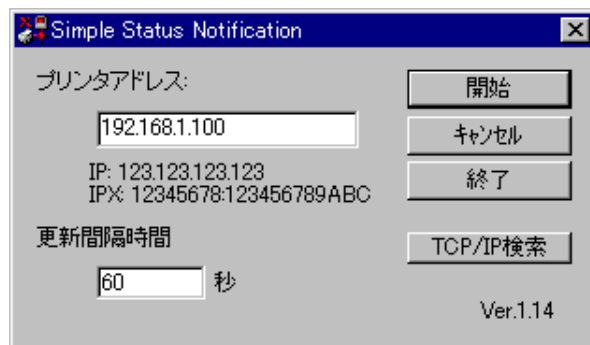 Simple Status Notification
プリンタアドレス:
開始
192.168.1.100
キャンセル
IP: 123.123.123.123
IPX: 12345678:123456789ABC
終了
更新間隔時間
TCP/IP検索
60 秒
Ver.1.14